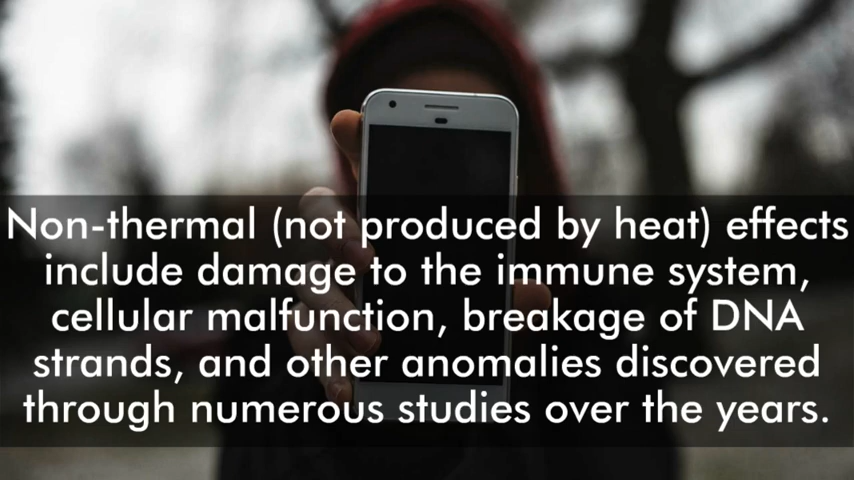 Non-thermal (not produced by heat) effects
include damage to the immune system,
cellular malfunction, breakage of DNA
strands, and other anomalies discovered
through numerous studies over the years.